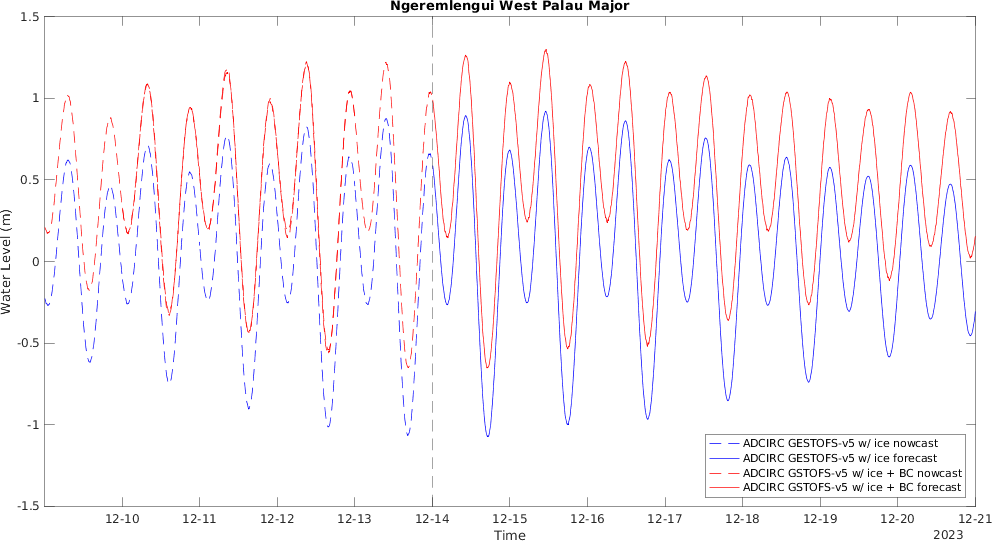 Ngeremlengui West Palau Major
1.5
1
0.5
0
-0.5
-1
-1.5
Water Level (m)
ADCIRC GESTOFS-v5 w/ ice nowcast
ADCIRC GESTOFS-v5 w/ ice forecast
ADCIRC GSTOFS-v5 w/ ice + BC nowcast
ADCIRC GSTOFS-v5 w/ ice + BC forecast
12-10 12-11 12-12 12-13 12-14 12-15 12-16 12-17 12-18 12-19 12-20 12-21
Time
2023